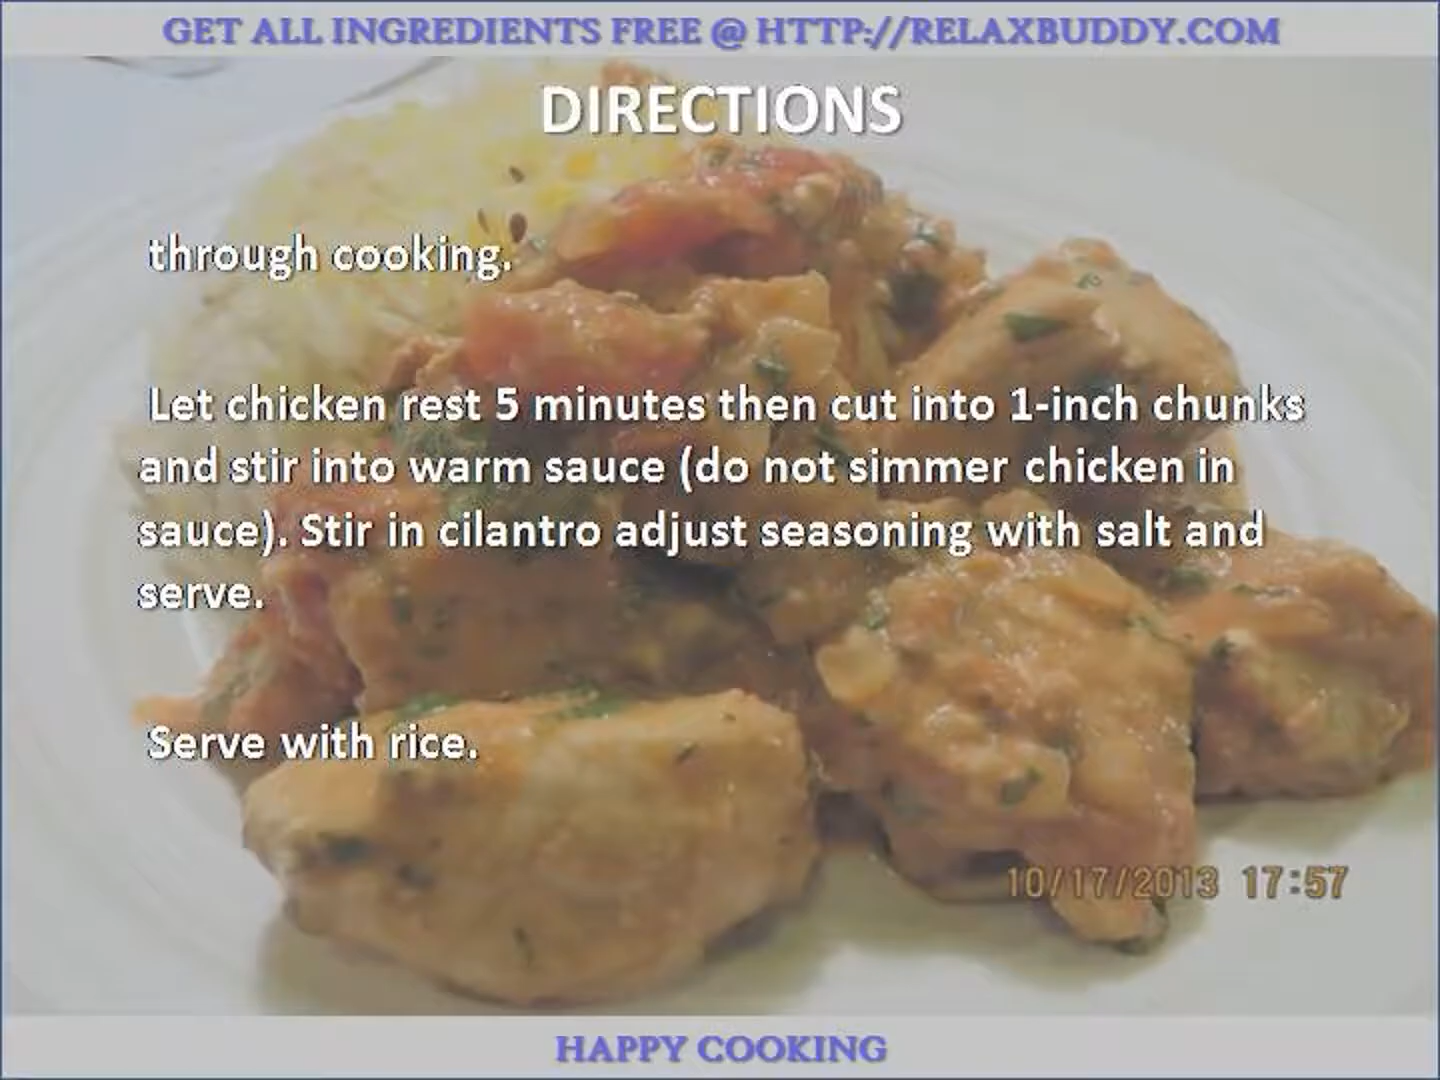 GET ALL INGREDIENTS FREE @ HTTP://RELAXBUDDY.COM
DIRECTIONS
through cooking.
Let chicken rest 5 minutes then cut into 1-inch chunks
and stir into warm sauce (do not simmer chicken in
sauce). Stir in cilantro adjust seasoning with salt and
serve.
Serve with rice.
10/17/2013 17:57
HAPPY COOKING